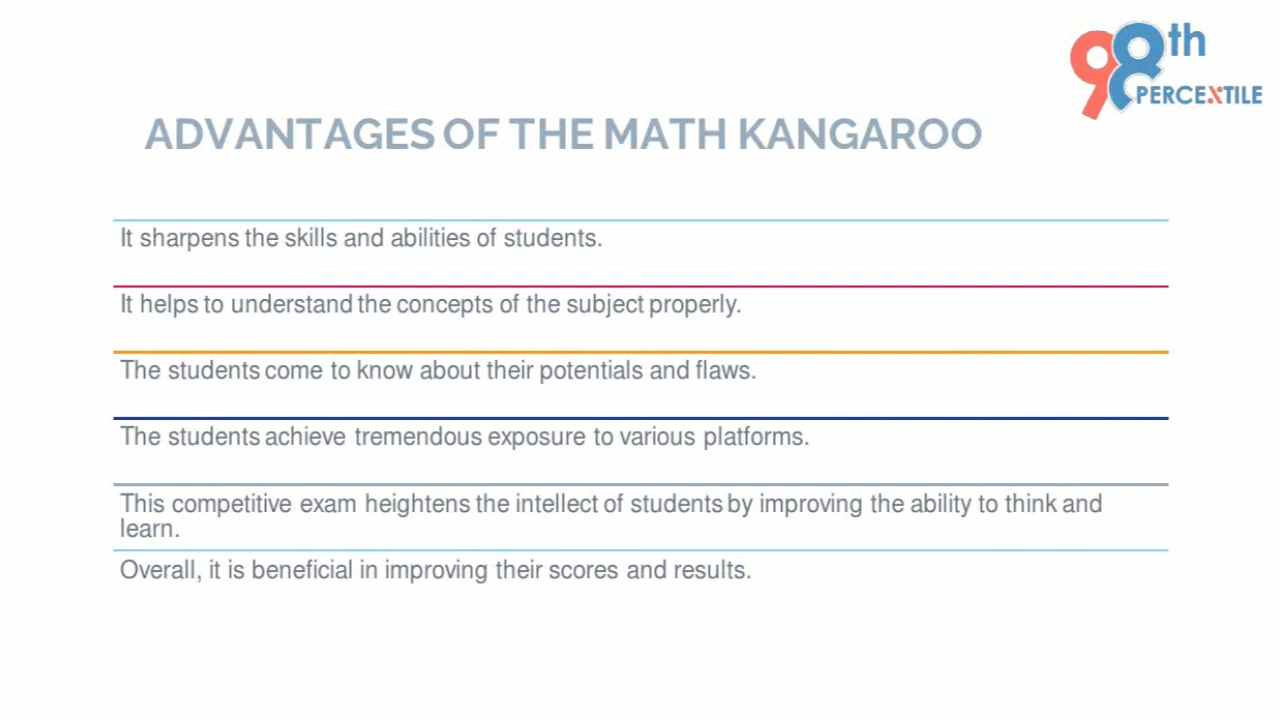 98th
PERCEXTILE
ADVANTAGES OF THE MATH KANGAROO
It sharpens the skills and abilities of students.
It helps to understand the concepts of the subject properly.
The students come to know about their potentials and flaws.
The students achieve tremendous exposure to various platforms.
This competitive exam heightens the intellect of students by improving the ability to think and
learn.
Overall, it is beneficial in improving their scores and results.